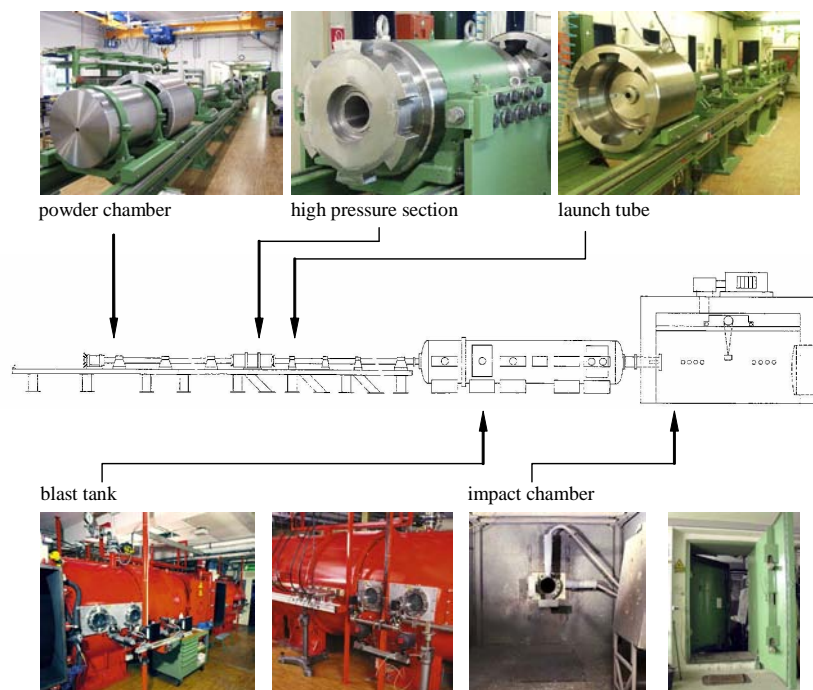 powder chamber
high pressure section
launch tube
blast tank
impact chamber